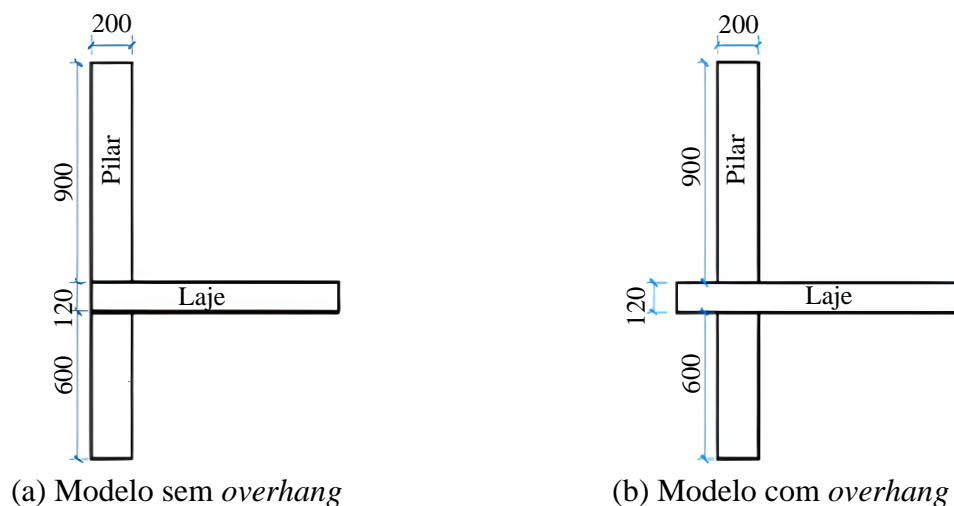 200
900
Pilar
120
Laje
600
(a) Modelo sem overhang
200
900
Pilar
120
Laje
600
(b) Modelo com overhang